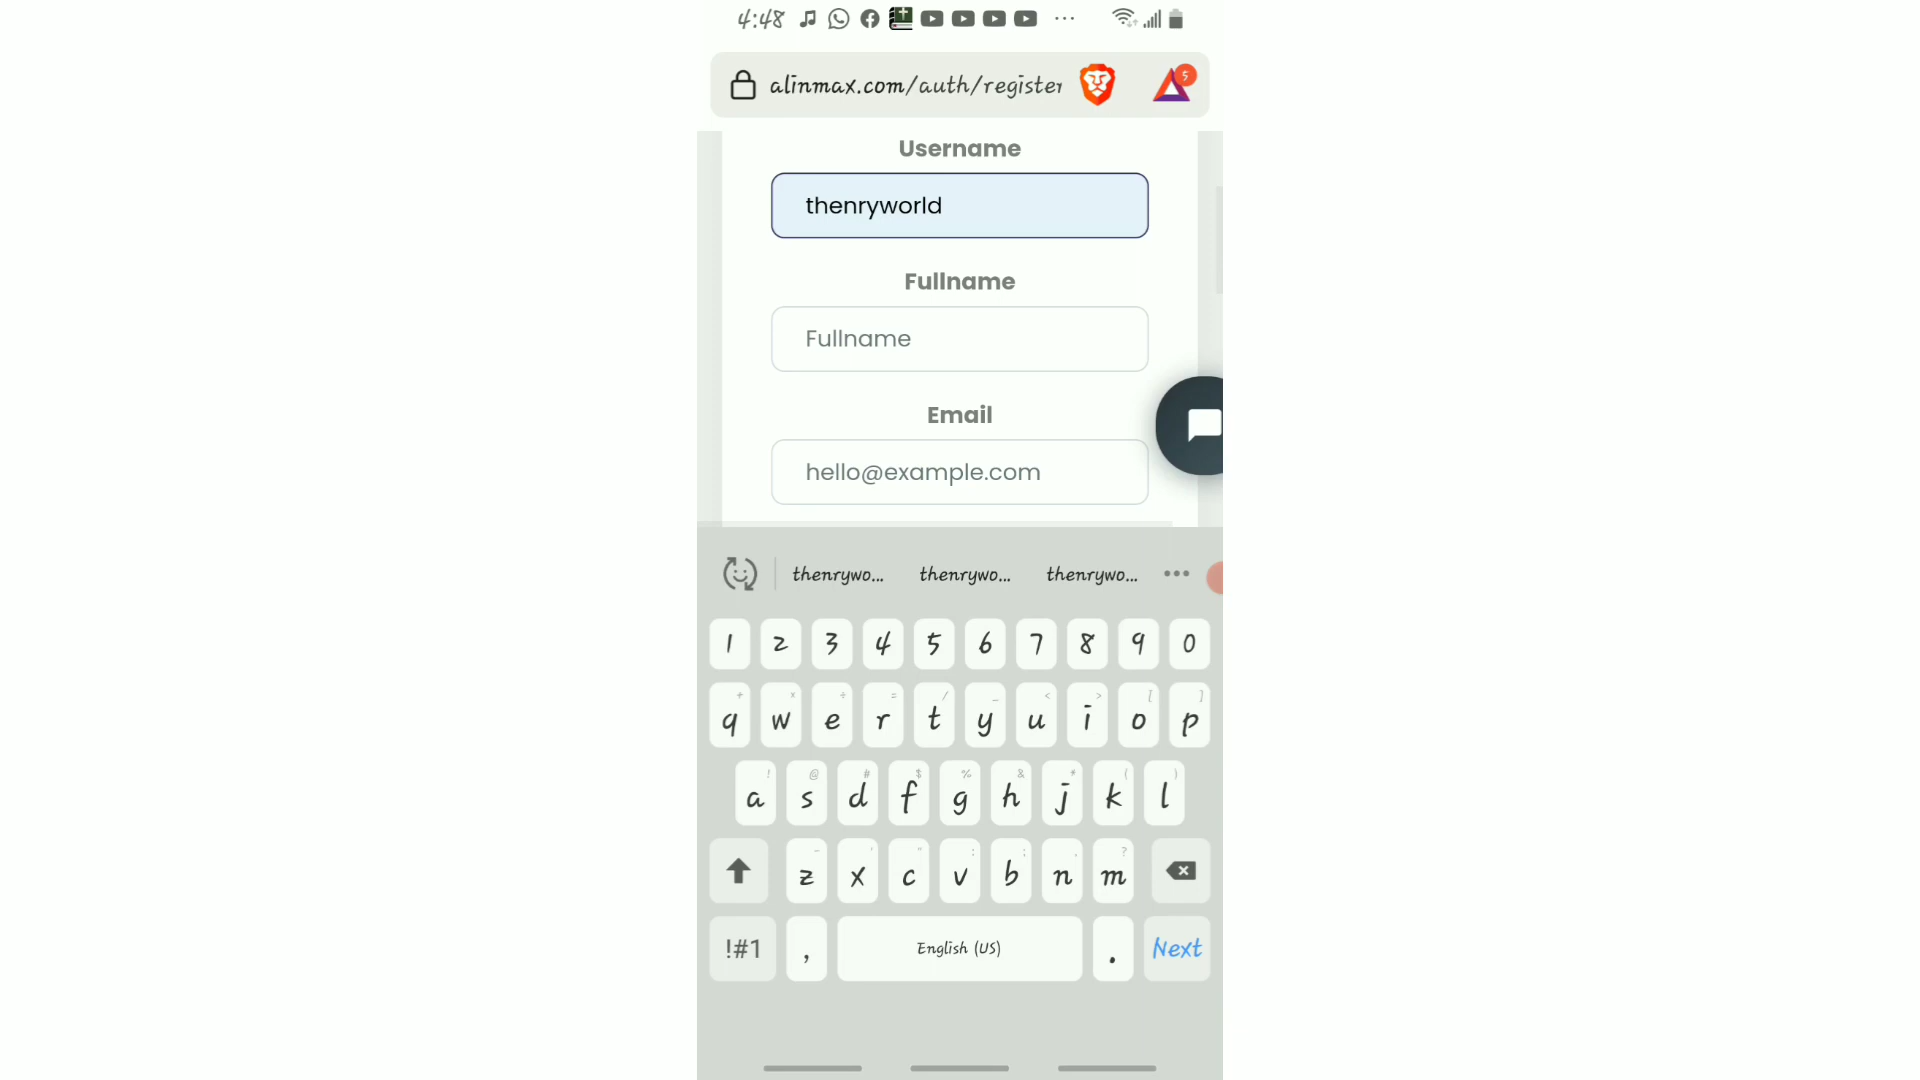 4:48
alinmax.com/auth/register
5
Username
thenryworld
Fullname
Fullname
Email
hello@example.com
thenrywo... thenrywo... thenrywo...
1 2 3 4 5 6 7 8 9 0
+ × ÷ = / _ < > [ ]
q w e r t y u i o p
! @ # $ % & * ( )
a s d f g h j k l
- ' " : ; , ?
z x c v b n m
!#1 , English (US) . Next